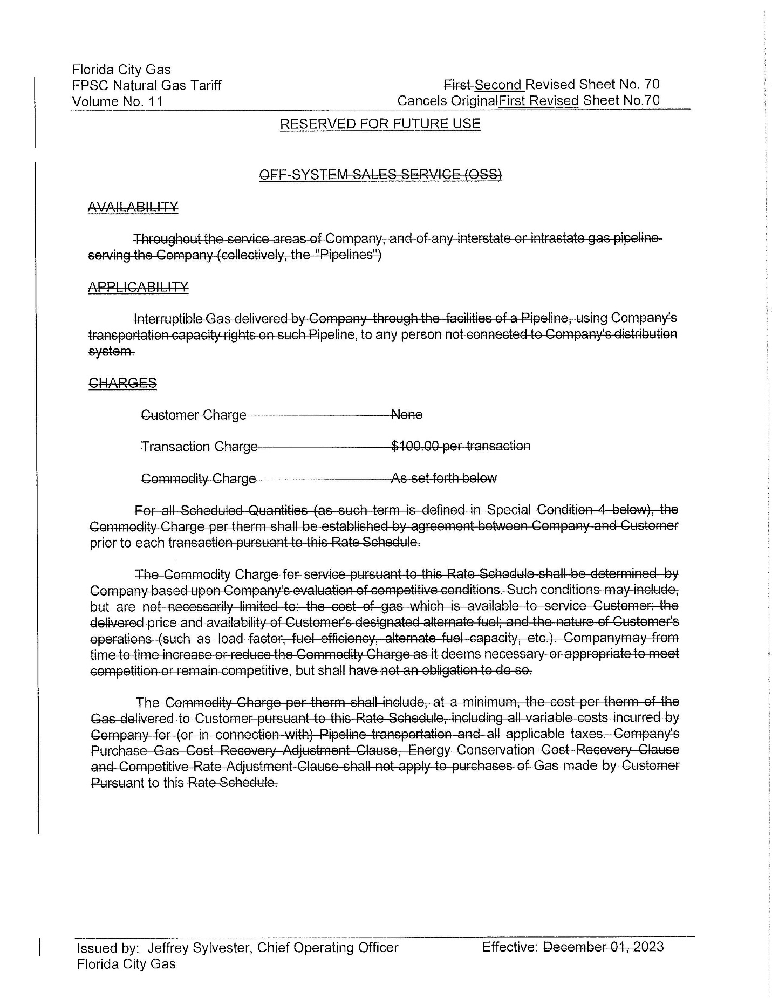 Florida City Gas
FPSC Natural Gas Tariff
Volume No. 11
First Second Revised Sheet No. 70
Cancels OriginalFirst Revised Sheet No.70
RESERVED FOR FUTURE USE
OFF-SYSTEM SALES SERVICE (OSS)
AVAILABILITY
Throughout the service areas of Company, and of any interstate or intrastate gas pipeline
serving the Company (collectively, the "Pipelines")
APPLICABILITY
Interruptible Gas delivered by Company through the facilities of a Pipeline, using Company's
transportation capacity rights on such Pipeline, to any person not connected to Company's distribution
system.
CHARGES
Customer Charge None
Transaction Charge $100.00 per transaction
Commodity Charge As set forth below
For all Scheduled Quantities (as such term is defined in Special Condition 4 below), the
Commodity Charge per therm shall be established by agreement between Company and Customer
prior to each transaction pursuant to this Rate Schedule.
The Commodity Charge for service pursuant to this Rate Schedule shall be determined by
Company based upon Company's evaluation of competitive conditions. Such conditions may include,
but are not necessarily limited to: the cost of gas which is available to service Customer: the
delivered price and availability of Customer's designated alternate fuel; and the nature of Customer's
operations (such as load factor, fuel efficiency, alternate fuel capacity, etc.). Companymay from
time to time increase or reduce the Commodity Charge as it deems necessary or appropriate to meet
competition or remain competitive, but shall have not an obligation to do so.
The Commodity Charge per therm shall include, at a minimum, the cost per therm of the
Gas delivered to Customer pursuant to this Rate Schedule, including all variable costs incurred by
Company for (or in connection with) Pipeline transportation and all applicable taxes. Company's
Purchase Gas Cost Recovery Adjustment Clause, Energy Conservation Cost Recovery Clause
and Competitive Rate Adjustment Clause shall not apply to purchases of Gas made by Customer
Pursuant to this Rate Schedule.
Issued by: Jeffrey Sylvester, Chief Operating Officer
Florida City Gas
Effective: December 01, 2023